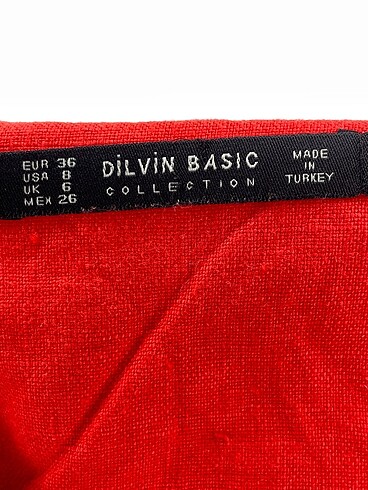 EUR 36
USA 8
UK 6
MEX 26
DİLVİN BASIC
COLLECTION
MADE
IN
TURKEY